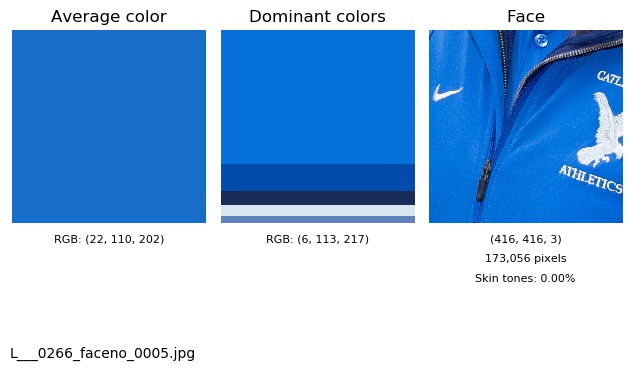 Average color
Dominant colors
Face
ATHLETICS
RGB: (22, 110, 202)
RGB: (6, 113, 217)
(416, 416, 3)
173,056 pixels
Skin tones: 0.00%
L___0266_faceno_0005.jpg